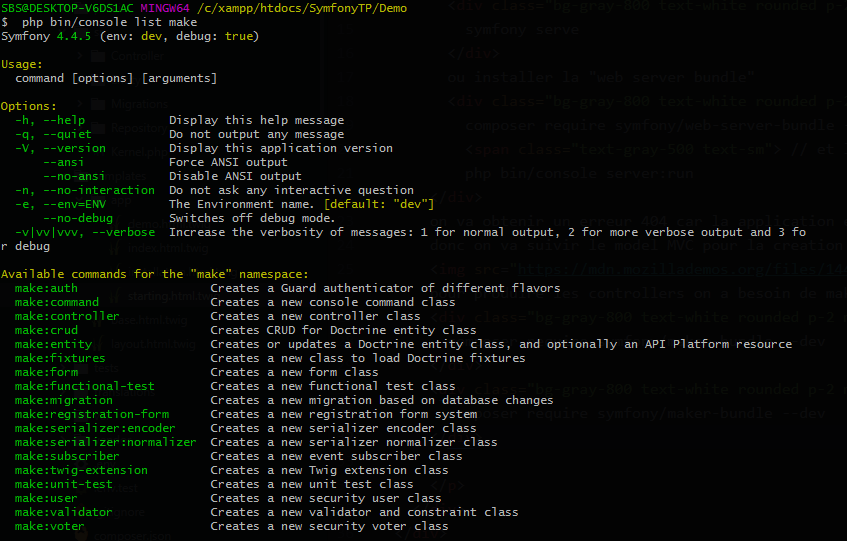 SBS@DESKTOP-V6DS1AC MINGW64 /c/xampp/htdocs/SymfonyTP/Demo
$ php bin/console list make
Symfony 4.4.5 (env: dev, debug: true)
Usage:
command [options] [arguments]
Options:
-h, --help Display this help message
-q, --quiet Do not output any message
-V, --version Display this application version
--ansi Force ANSI output
--no-ansi Disable ANSI output
-n, --no-interaction Do not ask any interactive question
-e, --env=ENV The Environment name. [default: "dev"]
--no-debug Switches off debug mode.
-v|vv|vvv, --verbose Increase the verbosity of messages: 1 for normal output, 2 for more verbose output and 3 fo
r debug
Available commands for the "make" namespace:
make:auth Creates a Guard authenticator of different flavors
make:command Creates a new console command class
make:controller Creates a new controller class
make:crud Creates CRUD for Doctrine entity class
make:entity Creates or updates a Doctrine entity class, and optionally an API Platform resource
make:fixtures Creates a new class to load Doctrine fixtures
make:form Creates a new form class
make:functional-test Creates a new functional test class
make:migration Creates a new migration based on database changes
make:registration-form Creates a new registration form system
make:serializer:encoder Creates a new serializer encoder class
make:serializer:normalizer Creates a new serializer normalizer class
make:subscriber Creates a new event subscriber class
make:twig-extension Creates a new Twig extension class
make:unit-test Creates a new unit test class
make:user Creates a new security user class
make:validator Creates a new validator and constraint class
make:voter Creates a new security voter class